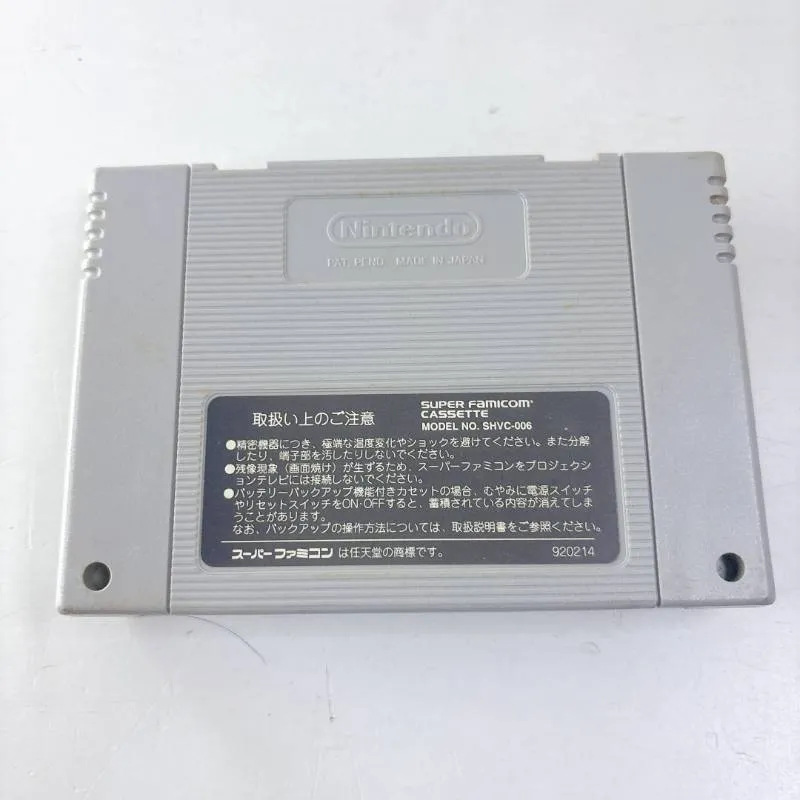 Nintendo
PAT. PEND. MADE IN JAPAN
取扱い上のご注意
SUPER FAMICOM
CASSETTE
MODEL NO. SHVC-006
●精密機器につき、極端な温度変化やショックを避けてください。また分解
したり、端子部を汚したりしないでください。
●残像現象（画面焼け）が生ずるため、スーパーファミコンをプロジェクシ
ョンテレビには接続しないでください。
●バッテリーバックアップ機能付きカセットの場合、むやみに電源スイッチ
やリセットスイッチをON・OFFすると、蓄積されている内容が消えてしま
うことがあります。
なお、バックアップの操作方法については、取扱説明書をご参照ください。
スーパーファミコンは任天堂の商標です。
920214